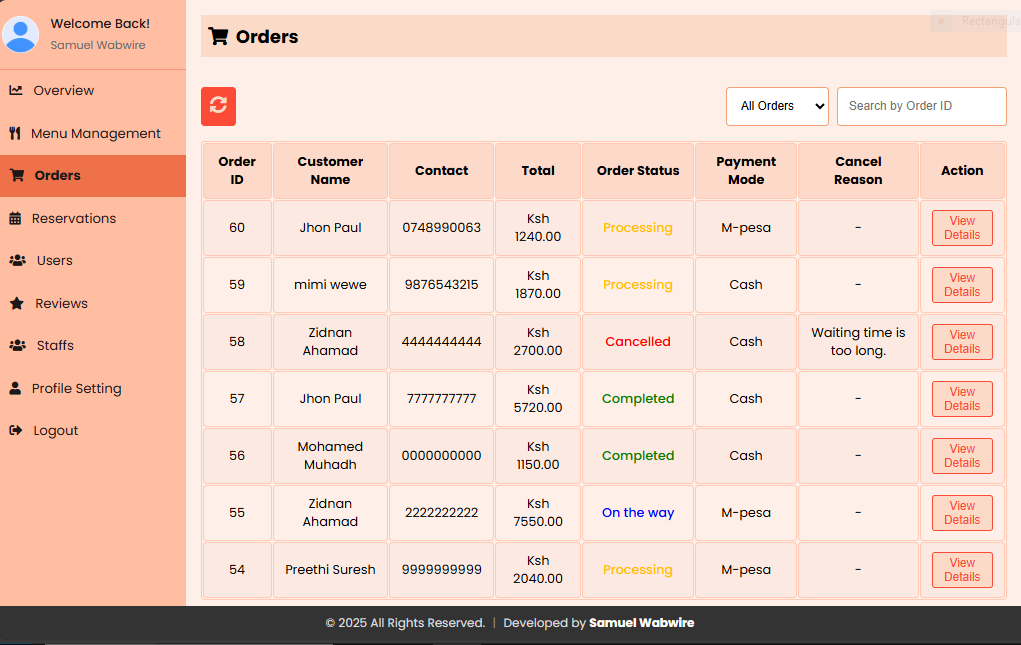 Welcome Back!
Samuel Wabwire
Overview
Menu Management
Orders
Reservations
Users
Reviews
Staffs
Profile Setting
Logout
Orders
All Orders
Search by Order ID
Order ID
Customer Name
Contact
Total
Order Status
Payment Mode
Cancel Reason
Action
60 Jhon Paul 0748990063 Ksh 1240.00 Processing M-pesa - View Details
59 mimi wewe 9876543215 Ksh 1870.00 Processing Cash - View Details
58 Zidnan Ahamad 4444444444 Ksh 2700.00 Cancelled Cash Waiting time is too long. View Details
57 Jhon Paul 7777777777 Ksh 5720.00 Completed Cash - View Details
56 Mohamed Muhadh 0000000000 Ksh 1150.00 Completed Cash - View Details
55 Zidnan Ahamad 2222222222 Ksh 7550.00 On the way M-pesa - View Details
54 Preethi Suresh 9999999999 Ksh 2040.00 Processing M-pesa - View Details
© 2025 All Rights Reserved. | Developed by Samuel Wabwire